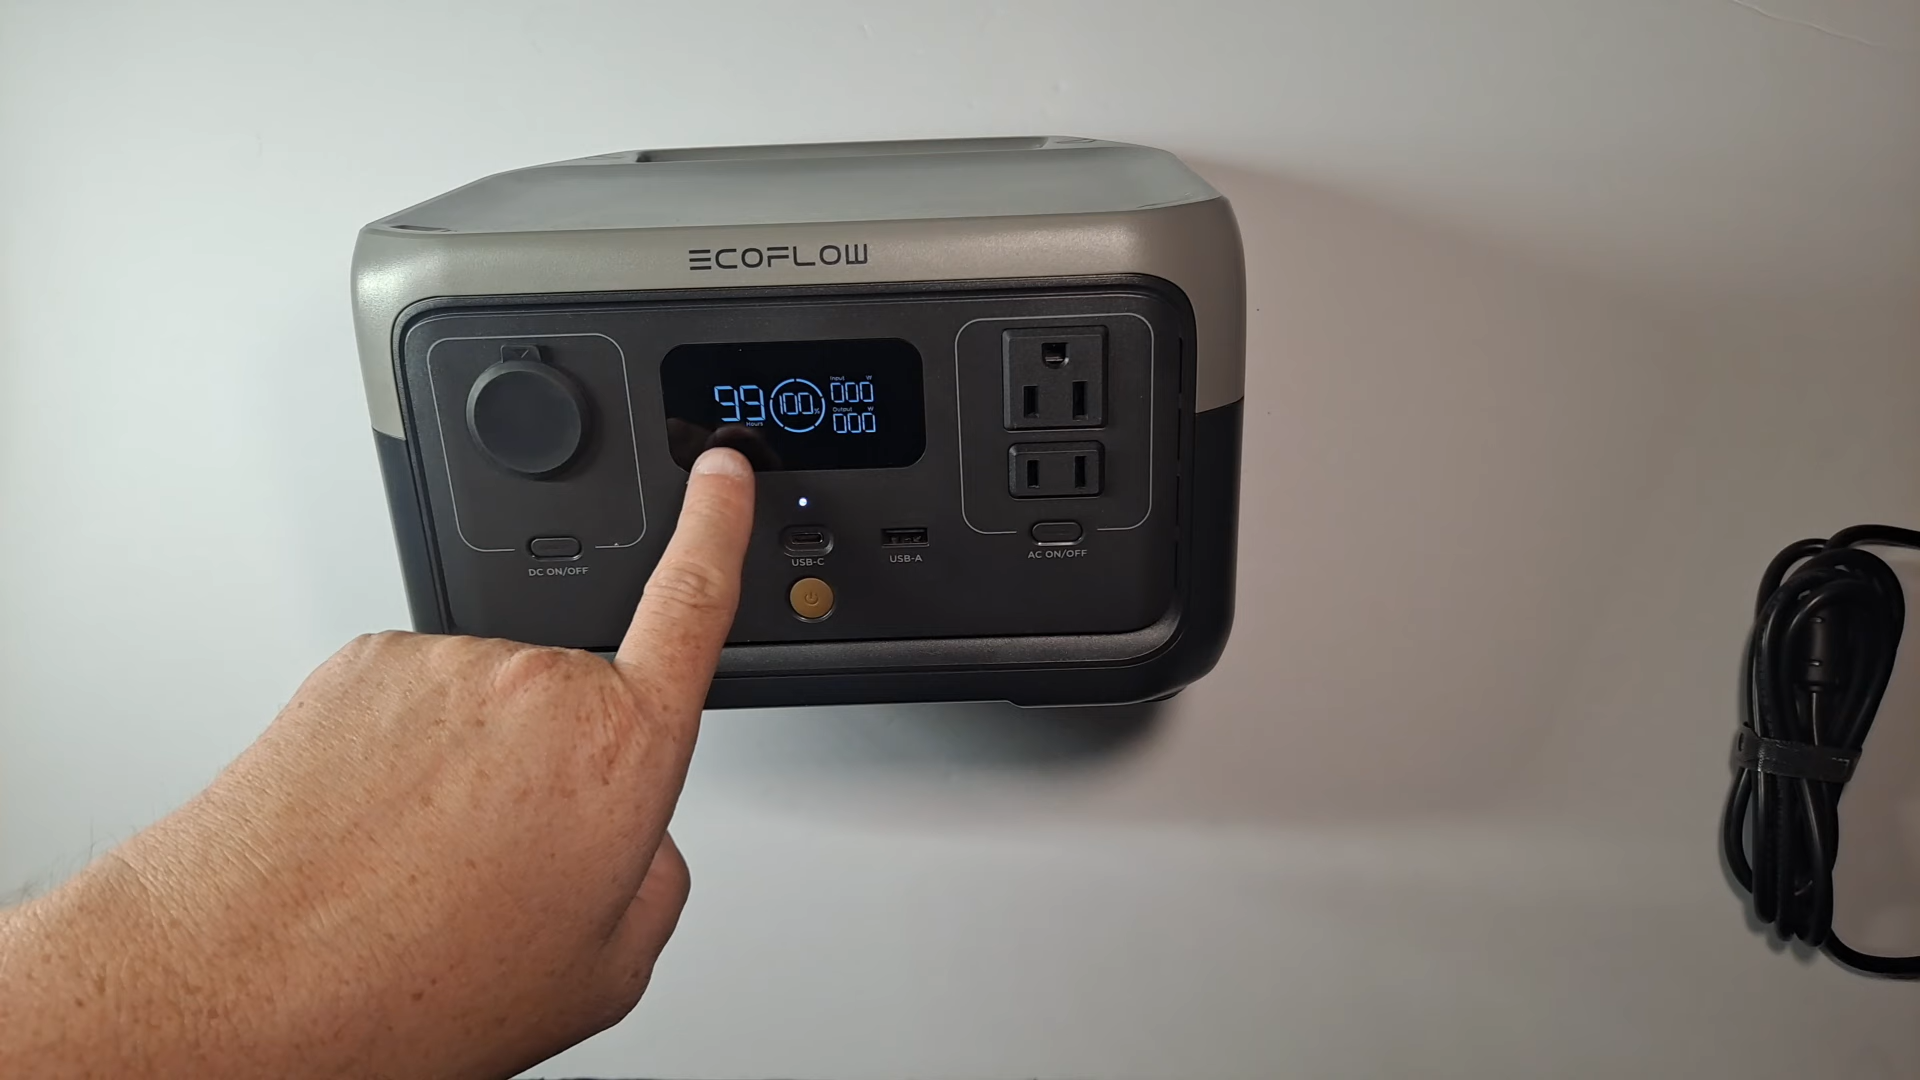 ECOFLOW
99
Hours
100%
Input W
000
Output W
000
DC ON/OFF
USB-C
USB-A
AC ON/OFF